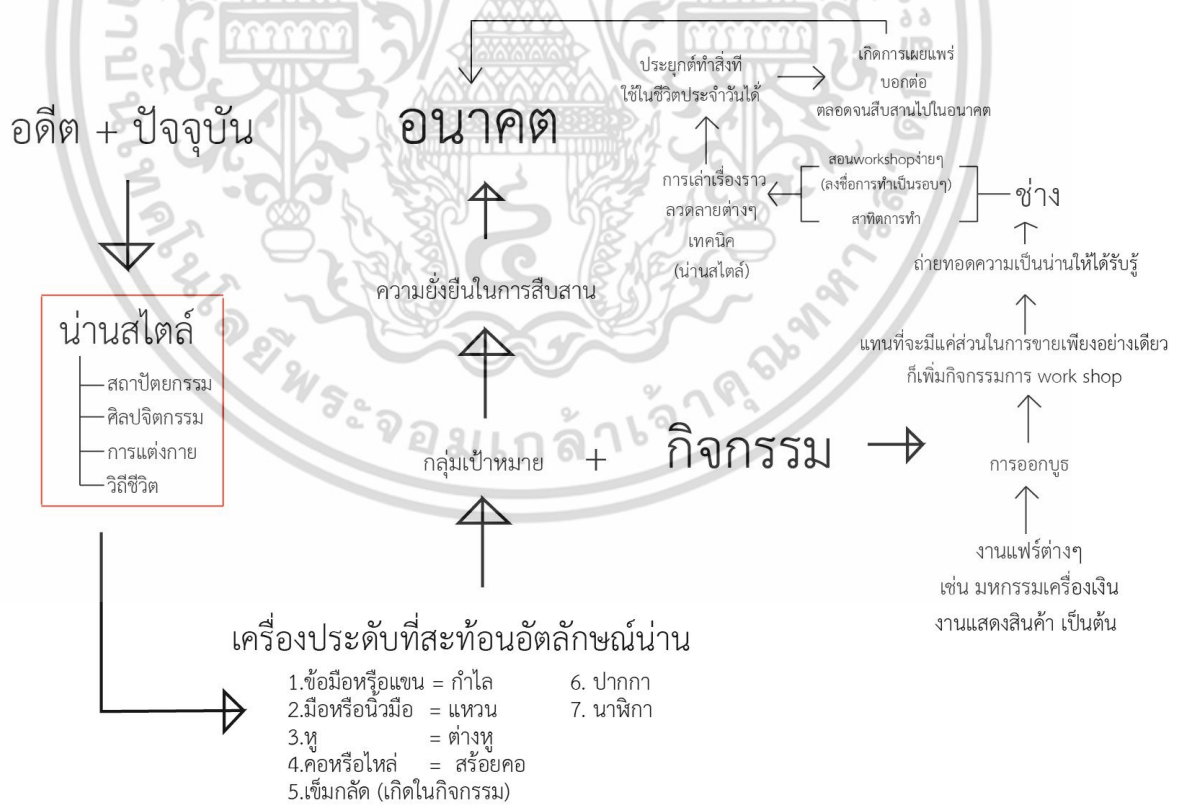 อดีต + ปัจจุบัน
น่านสไตล์
สถาปัตยกรรม
ศิลปจิตกรรม
การแต่งกาย
วิถีชีวิต
เครื่องประดับที่สะท้อนอัตลักษณ์น่าน
1.ข้อมือหรือแขน = กำไล
2.มือหรือนิ้วมือ = แหวน
3.หู = ต่างหู
4.คอหรือไหล่ = สร้อยคอ
5.เข็มกลัด (เกิดในกิจกรรม)
6. ปากกา
7. นาฬิกา
กลุ่มเป้าหมาย + กิจกรรม
ความยั่งยืนในการสืบสาน
อนาคต
งานแฟร์ต่างๆ
เช่น มหกรรมเครื่องเงิน
งานแสดงสินค้า เป็นต้น
การออกบูธ
แทนที่จะมีแค่ส่วนในการขายเพียงอย่างเดียว
ก็เพิ่มกิจกรรมการ work shop
ถ่ายทอดความเป็นน่านให้ได้รับรู้
ช่าง
สอนworkshopง่ายๆ
(ลงชื่อการทำเป็นรอบๆ)
สาทิตการทำ
การเล่าเรื่องราว
ลวดลายต่างๆ
เทคนิค
(น่านสไตล์)
ประยุกต์ทำสิ่งที
ใช้ในชีวิตประจำวันได้
เกิดการเผยแพร่
บอกต่อ
ตลอดจนสืบสานไปในอนาคต
พระจอมเกล้าเจ้าคุณทหาร